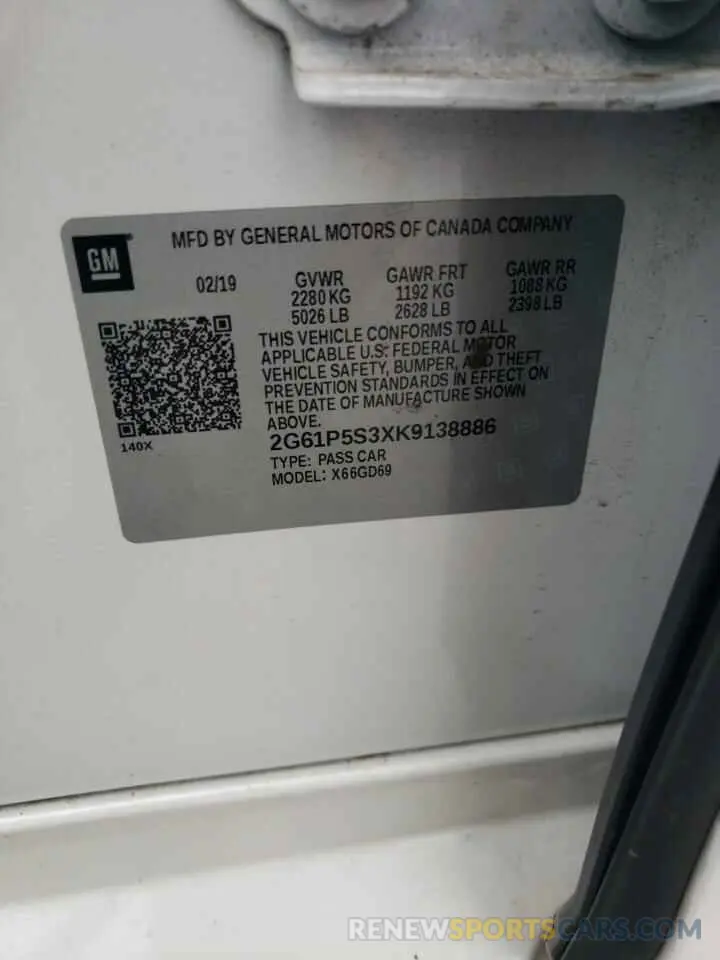 GM
MFD BY GENERAL MOTORS OF CANADA COMPANY
02/19 GVWR GAWR FRT GAWR RR
2280 KG 1192 KG 1088 KG
5026 LB 2628 LB 2398 LB
THIS VEHICLE CONFORMS TO ALL
APPLICABLE U.S. FEDERAL MOTOR
VEHICLE SAFETY, BUMPER, AND THEFT
PREVENTION STANDARDS IN EFFECT ON
THE DATE OF MANUFACTURE SHOWN
ABOVE.
140X
2G61P5S3XK9138886
TYPE: PASS CAR
MODEL: X66GD69
RENEWSPORTSCARS.COM